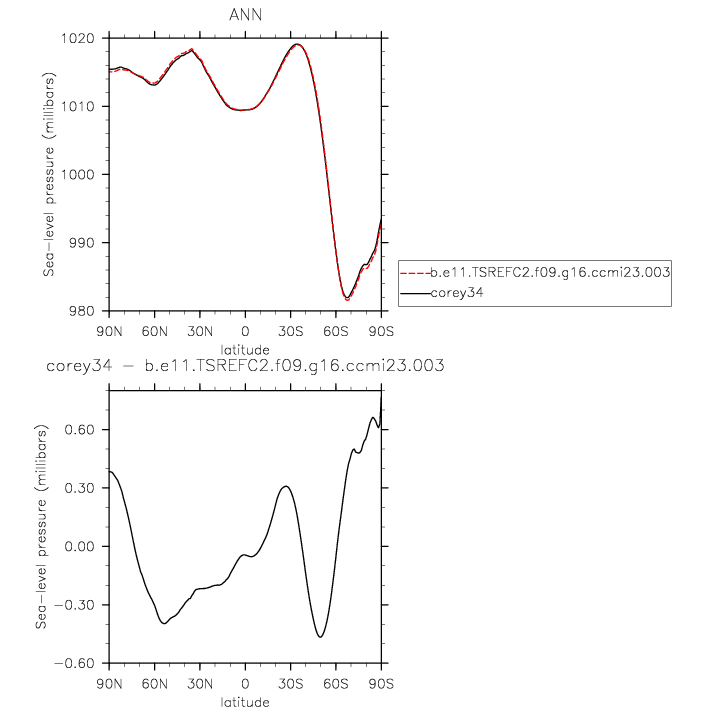 ANN
1020
1010
1000
990
980
Sea-level pressure (millibars)
90N 60N 30N 0 30S 60S 90S
latitude
b.e11.TSREFC2.f09.g16.ccmi23.003
corey34
corey34 - b.e11.TSREFC2.f09.g16.ccmi23.003
0.60
0.30
0.00
-0.30
-0.60
Sea-level pressure (millibars)
90N 60N 30N 0 30S 60S 90S
latitude